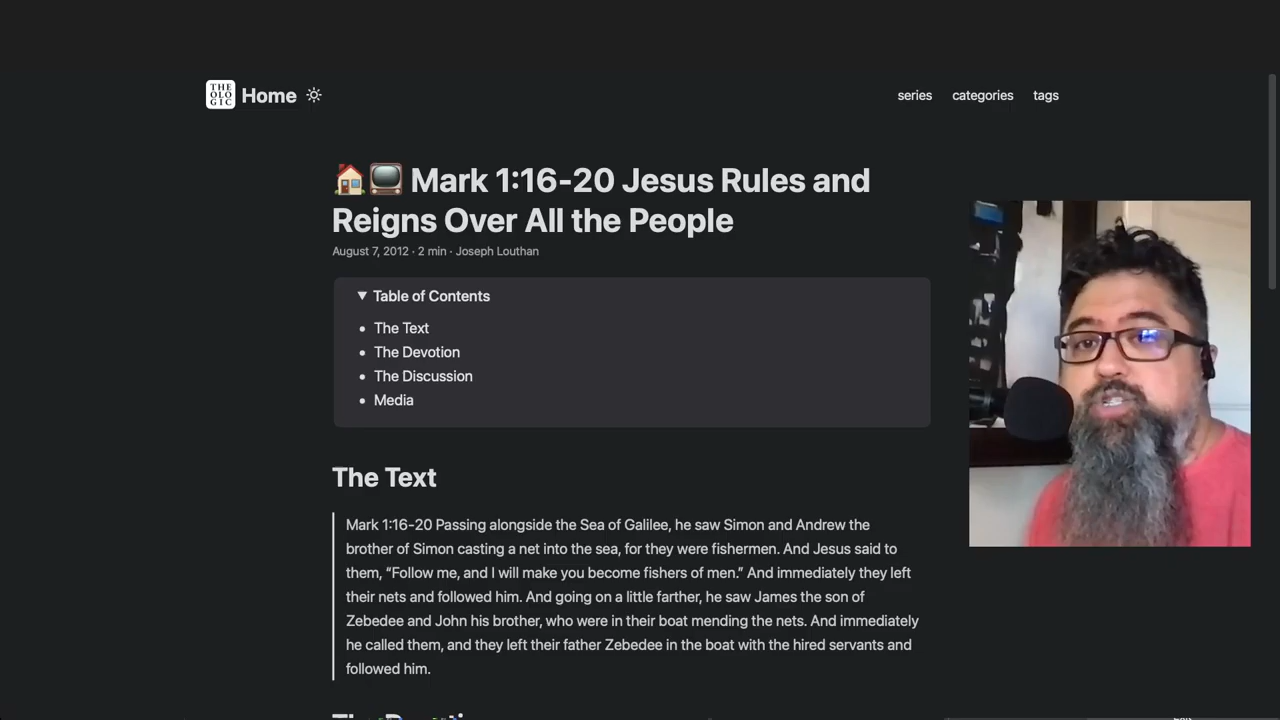 THE
OLO
GIC
Home
series categories tags
Mark 1:16-20 Jesus Rules and
Reigns Over All the People
August 7, 2012 · 2 min · Joseph Louthan
Table of Contents
The Text
The Devotion
The Discussion
Media
The Text
Mark 1:16-20 Passing alongside the Sea of Galilee, he saw Simon and Andrew the
brother of Simon casting a net into the sea, for they were fishermen. And Jesus said to
them, “Follow me, and I will make you become fishers of men.” And immediately they left
their nets and followed him. And going on a little farther, he saw James the son of
Zebedee and John his brother, who were in their boat mending the nets. And immediately
he called them, and they left their father Zebedee in the boat with the hired servants and
followed him.